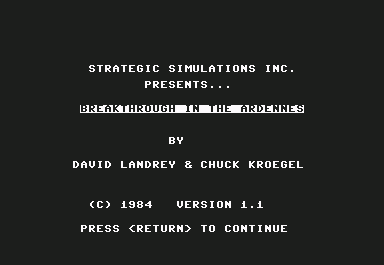 STRATEGIC SIMULATIONS INC.
PRESENTS...
BREAKTHROUGH IN THE ARDENNES
BY
DAVID LANDREY & CHUCK KROEGEL
(C) 1984 VERSION 1.1
PRESS <RETURN> TO CONTINUE